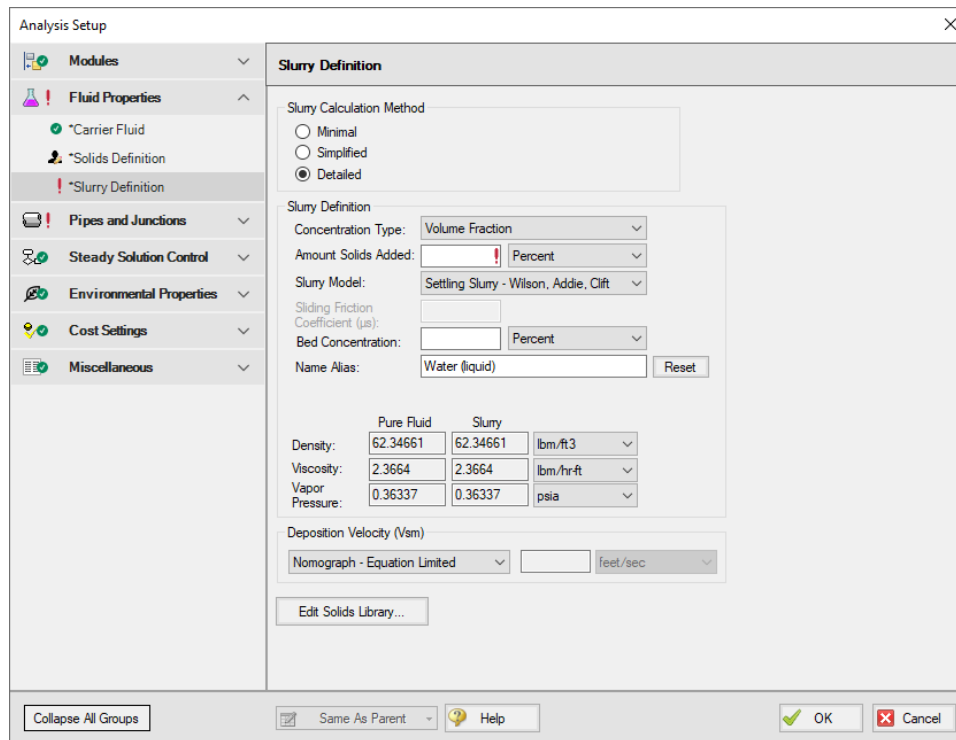 Analysis Setup
Modules
Fluid Properties
*Carrier Fluid
*Solids Definition
*Slurry Definition
Pipes and Junctions
Steady Solution Control
Environmental Properties
Cost Settings
Miscellaneous
Collapse All Groups
Slurry Definition
Slurry Calculation Method
Minimal
Simplified
Detailed
Slurry Definition
Concentration Type: Volume Fraction
Amount Solids Added: Percent
Slurry Model: Settling Slurry - Wilson, Addie, Clift
Sliding Friction
Coefficient (µs):
Bed Concentration: Percent
Name Alias: Water (liquid) Reset
Pure Fluid Slurry
Density: 62.34661 62.34661 lbm/ft3
Viscosity: 2.3664 2.3664 lbm/hr-ft
Vapor
Pressure: 0.36337 0.36337 psia
Deposition Velocity (Vsm)
Nomograph - Equation Limited feet/sec
Edit Solids Library...
Same As Parent Help OK Cancel